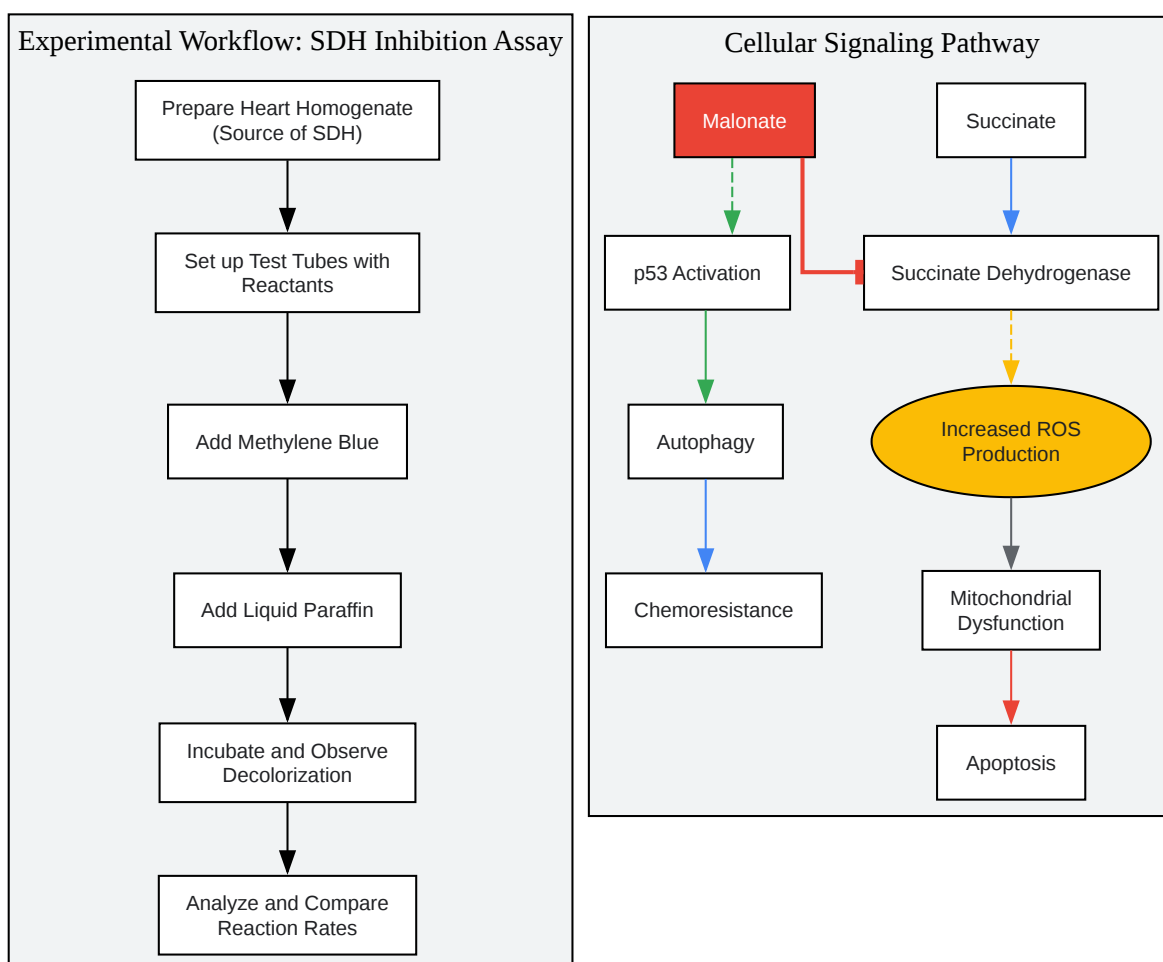 Experimental Workflow: SDH Inhibition Assay
Prepare Heart Homogenate
(Source of SDH)
Set up Test Tubes with
Reactants
Add Methylene Blue
Add Liquid Paraffin
Incubate and Observe
Decolorization
Analyze and Compare
Reaction Rates
Cellular Signaling Pathway
Malonate
Succinate
p53 Activation
Succinate Dehydrogenase
Autophagy
Increased ROS
Production
Chemoresistance
Mitochondrial
Dysfunction
Apoptosis